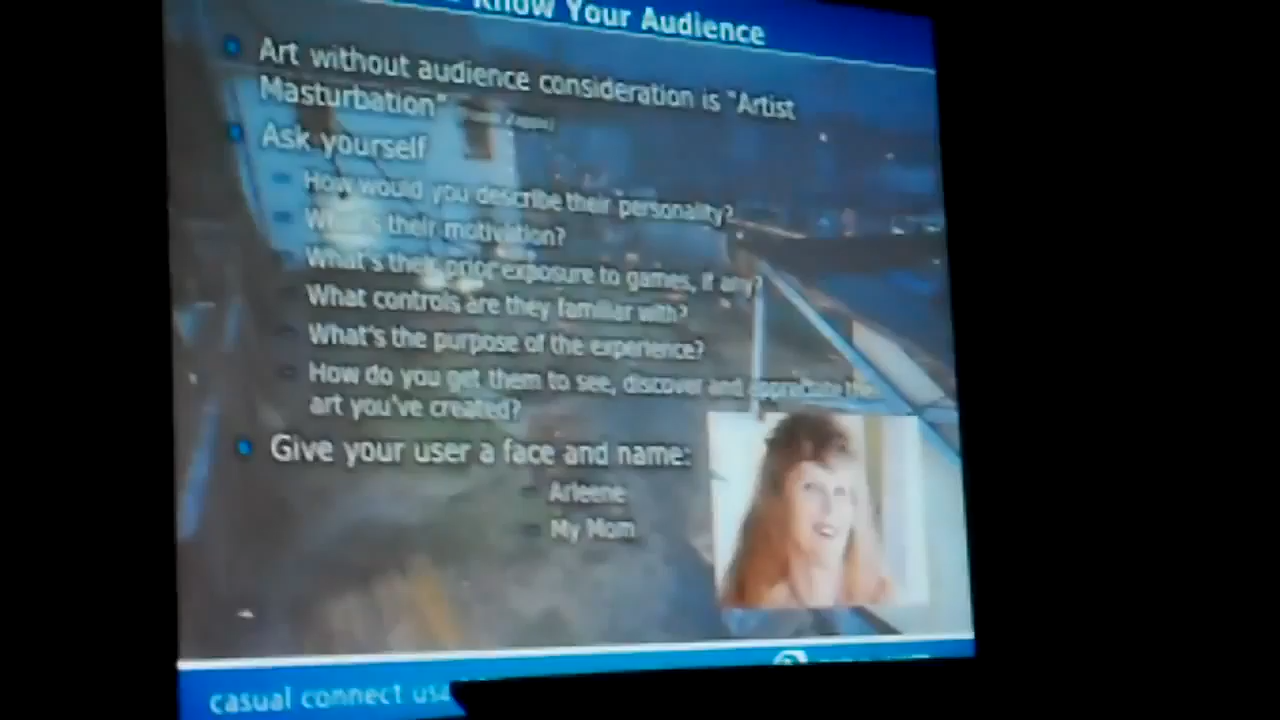 Know Your Audience
Art without audience consideration is "Artist
Masturbation"
Ask yourself
How would you describe their personality?
What's their motivation?
What's their prior exposure to games, if any?
What controls are they familiar with?
What's the purpose of the experience?
How do you get them to see, discover and appreciate the
art you've created?
Give your user a face and name:
Arleene
My Mom
casual connect usa